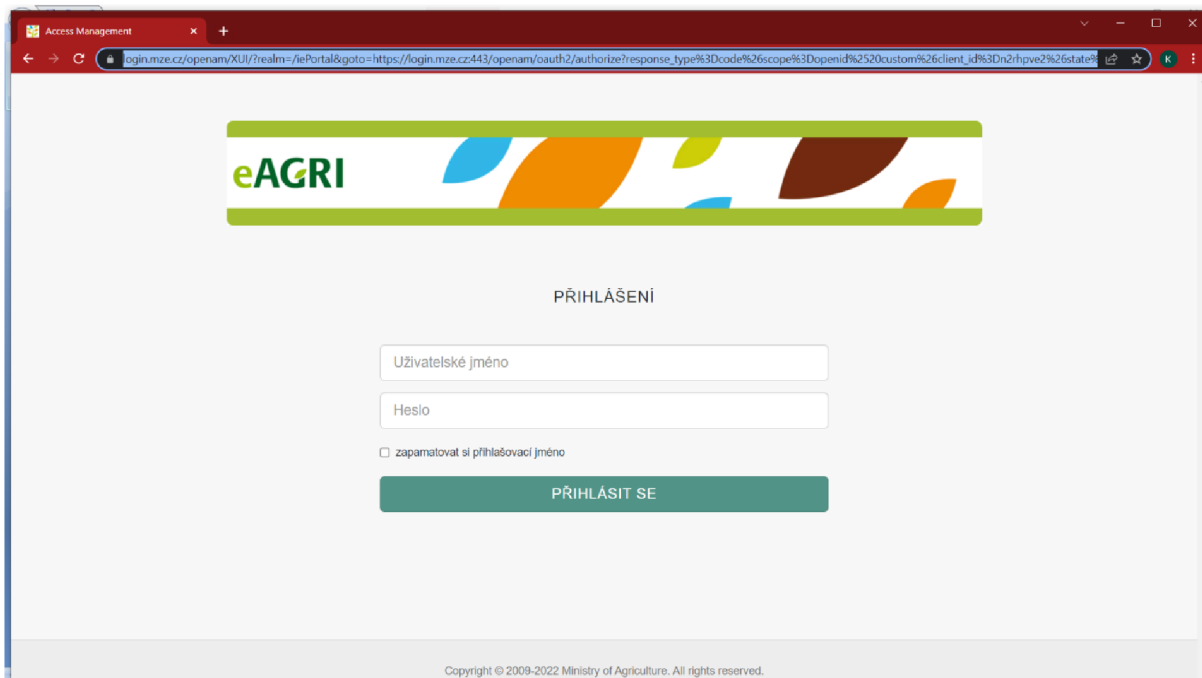 Access Management
login.mze.cz/openam/XUI/?realm=/iePortal&goto=https://login.mze.cz:443/openam/oauth2/authorize?response_type%3Dcode%26scope%3Dopenid%2520custom%26client_id%3Dn2rhpve2%26state%
K
eAGRI
PŘIHLÁŠENÍ
Uživatelské jméno
Heslo
zapamatovat si přihlašovací jméno
PŘIHLÁSIT SE
Copyright © 2009-2022 Ministry of Agriculture. All rights reserved.